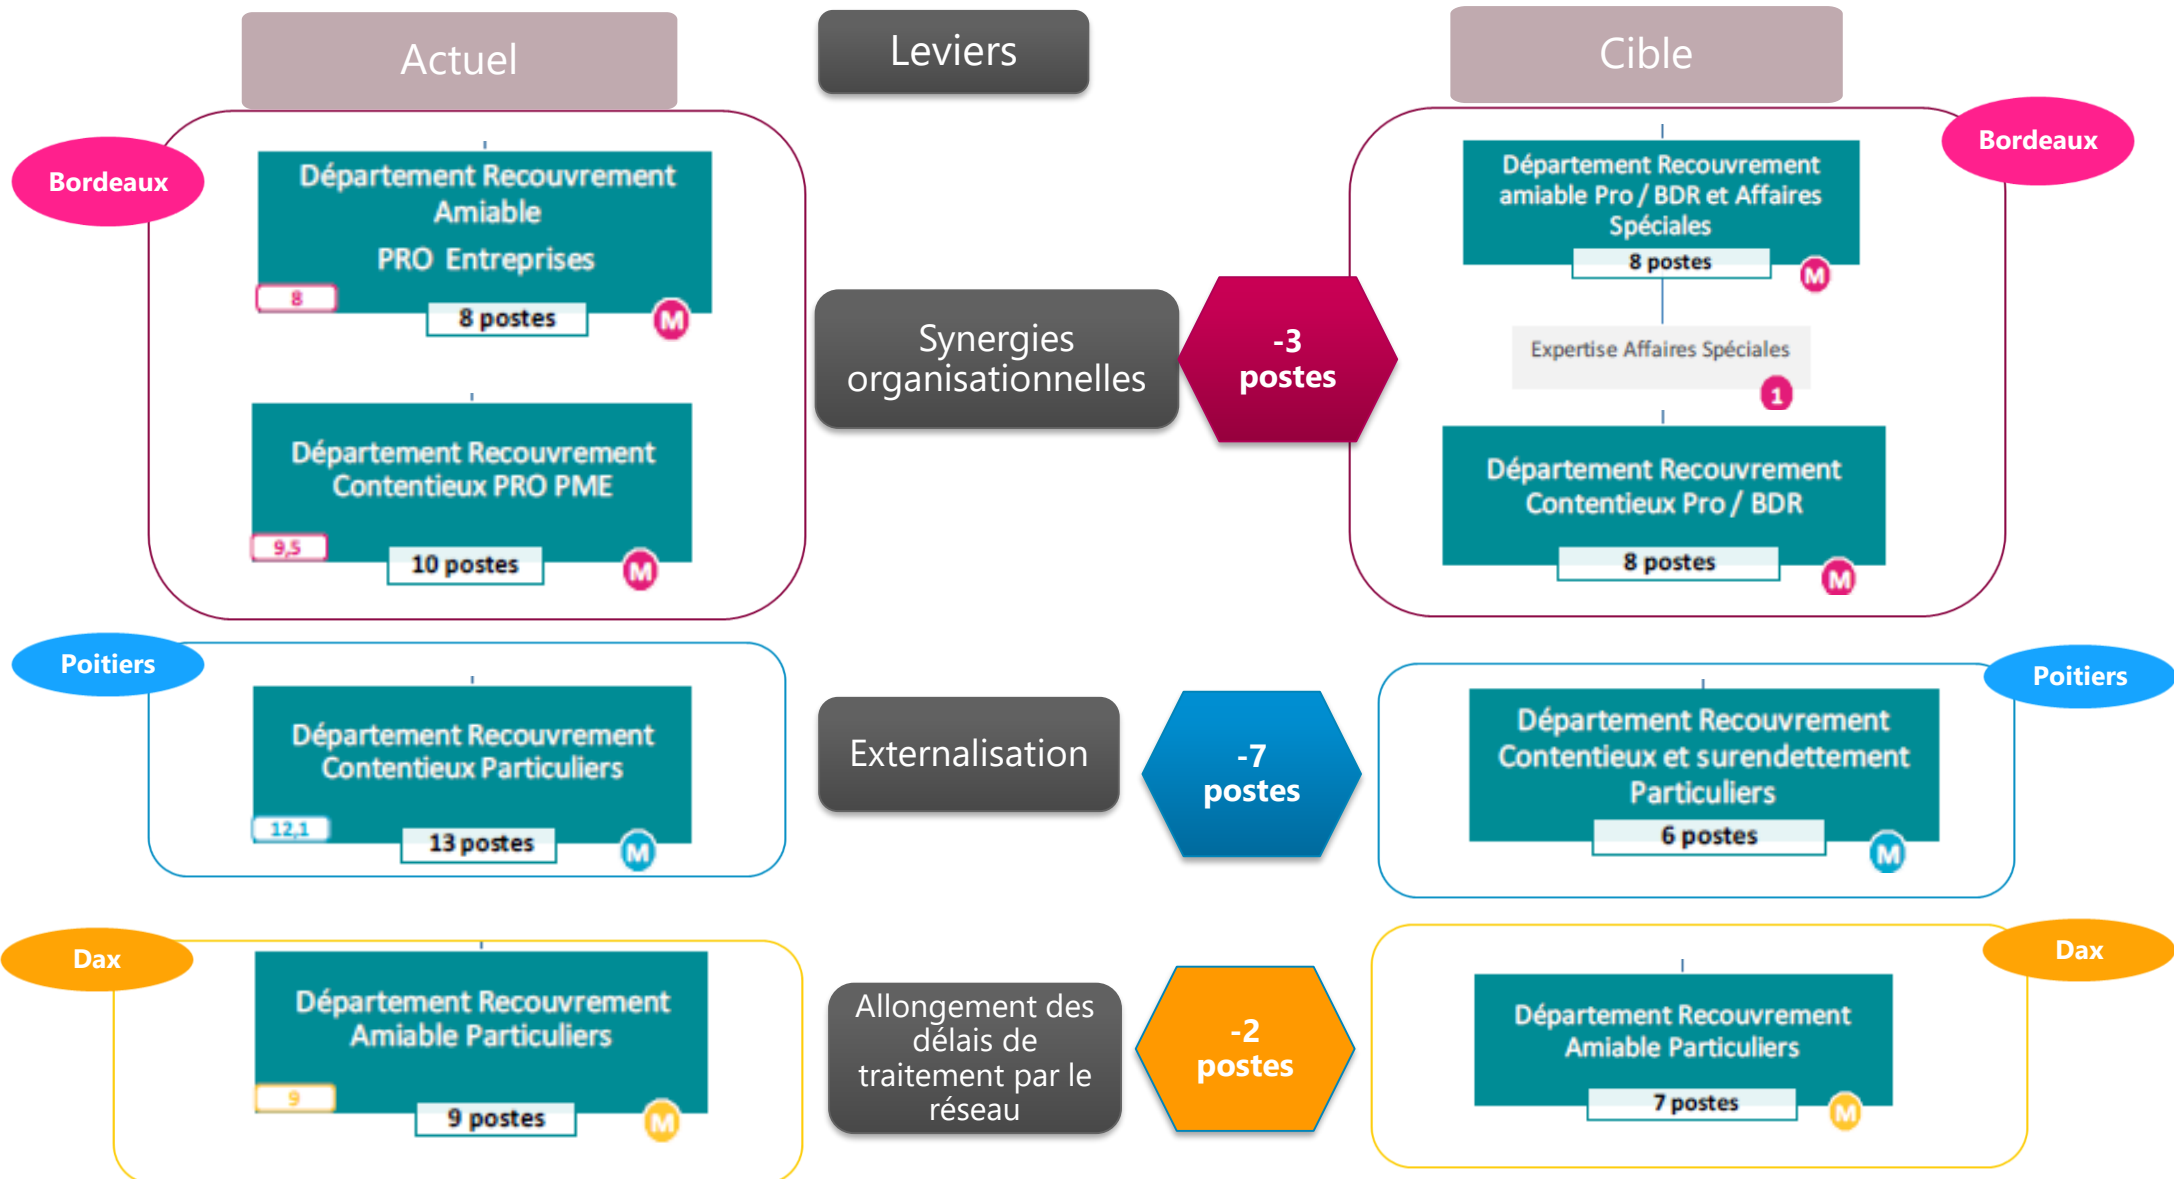 Actuel
Leviers
Cible
Bordeaux
Département Recouvrement
Amiable
PRO Entreprises
8
8 postes
M
Département Recouvrement
Contentieux PRO PME
9,5
10 postes
M
Synergies
organisationnelles
-3
postes
Bordeaux
Département Recouvrement
amiable Pro / BDR et Affaires
Spéciales
8 postes
M
Expertise Affaires Spéciales
1
Département Recouvrement
Contentieux Pro / BDR
8 postes
M
Poitiers
Département Recouvrement
Contentieux Particuliers
12,1
13 postes
M
Externalisation
-7
postes
Poitiers
Département Recouvrement
Contentieux et surendettement
Particuliers
6 postes
M
Dax
Département Recouvrement
Amiable Particuliers
9
9 postes
M
Allongement des
délais de
traitement par le
réseau
-2
postes
Dax
Département Recouvrement
Amiable Particuliers
7 postes
M